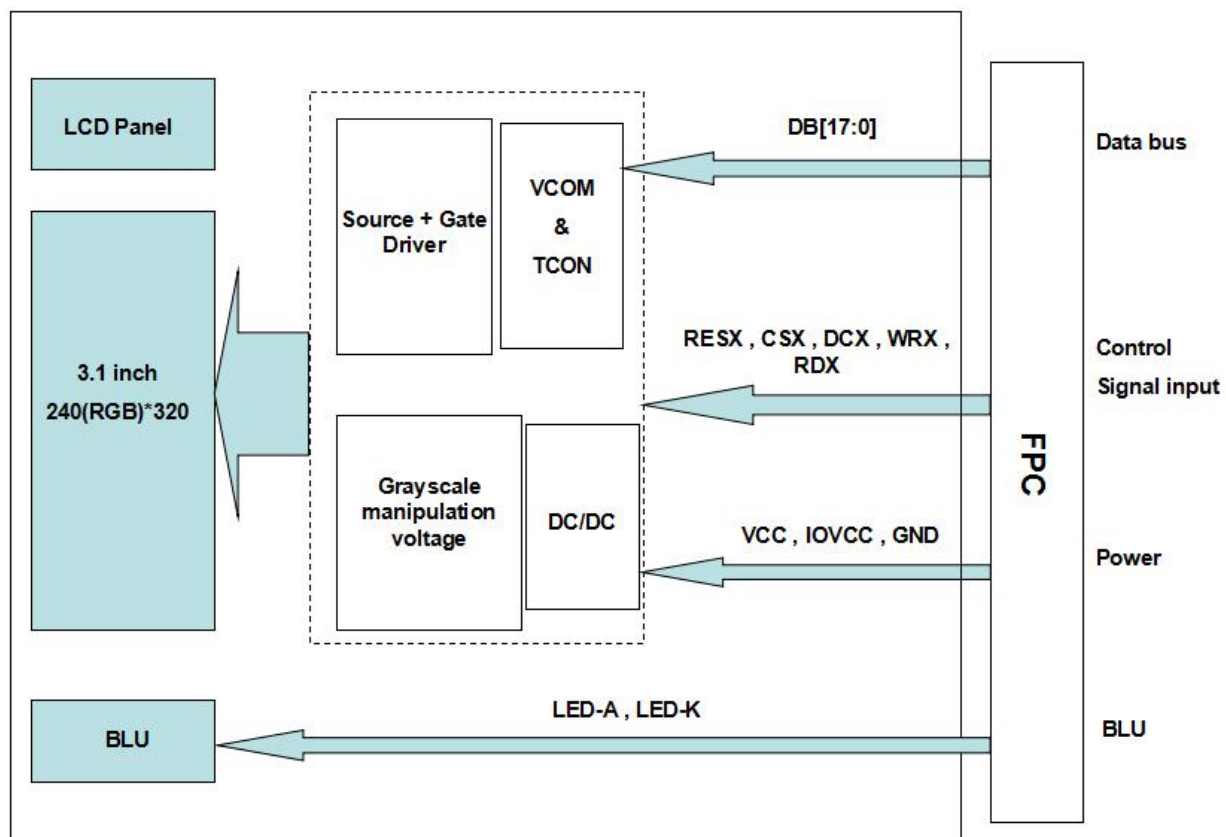 LCD Panel
3.1 inch
240(RGB)*320
BLU
Source + Gate
Driver
VCOM
&
TCON
Grayscale
manipulation
voltage
DC/DC
DB[17:0]
RESX , CSX , DCX , WRX ,
RDX
VCC , IOVCC , GND
LED-A , LED-K
FPC
Data bus
Control
Signal input
Power
BLU